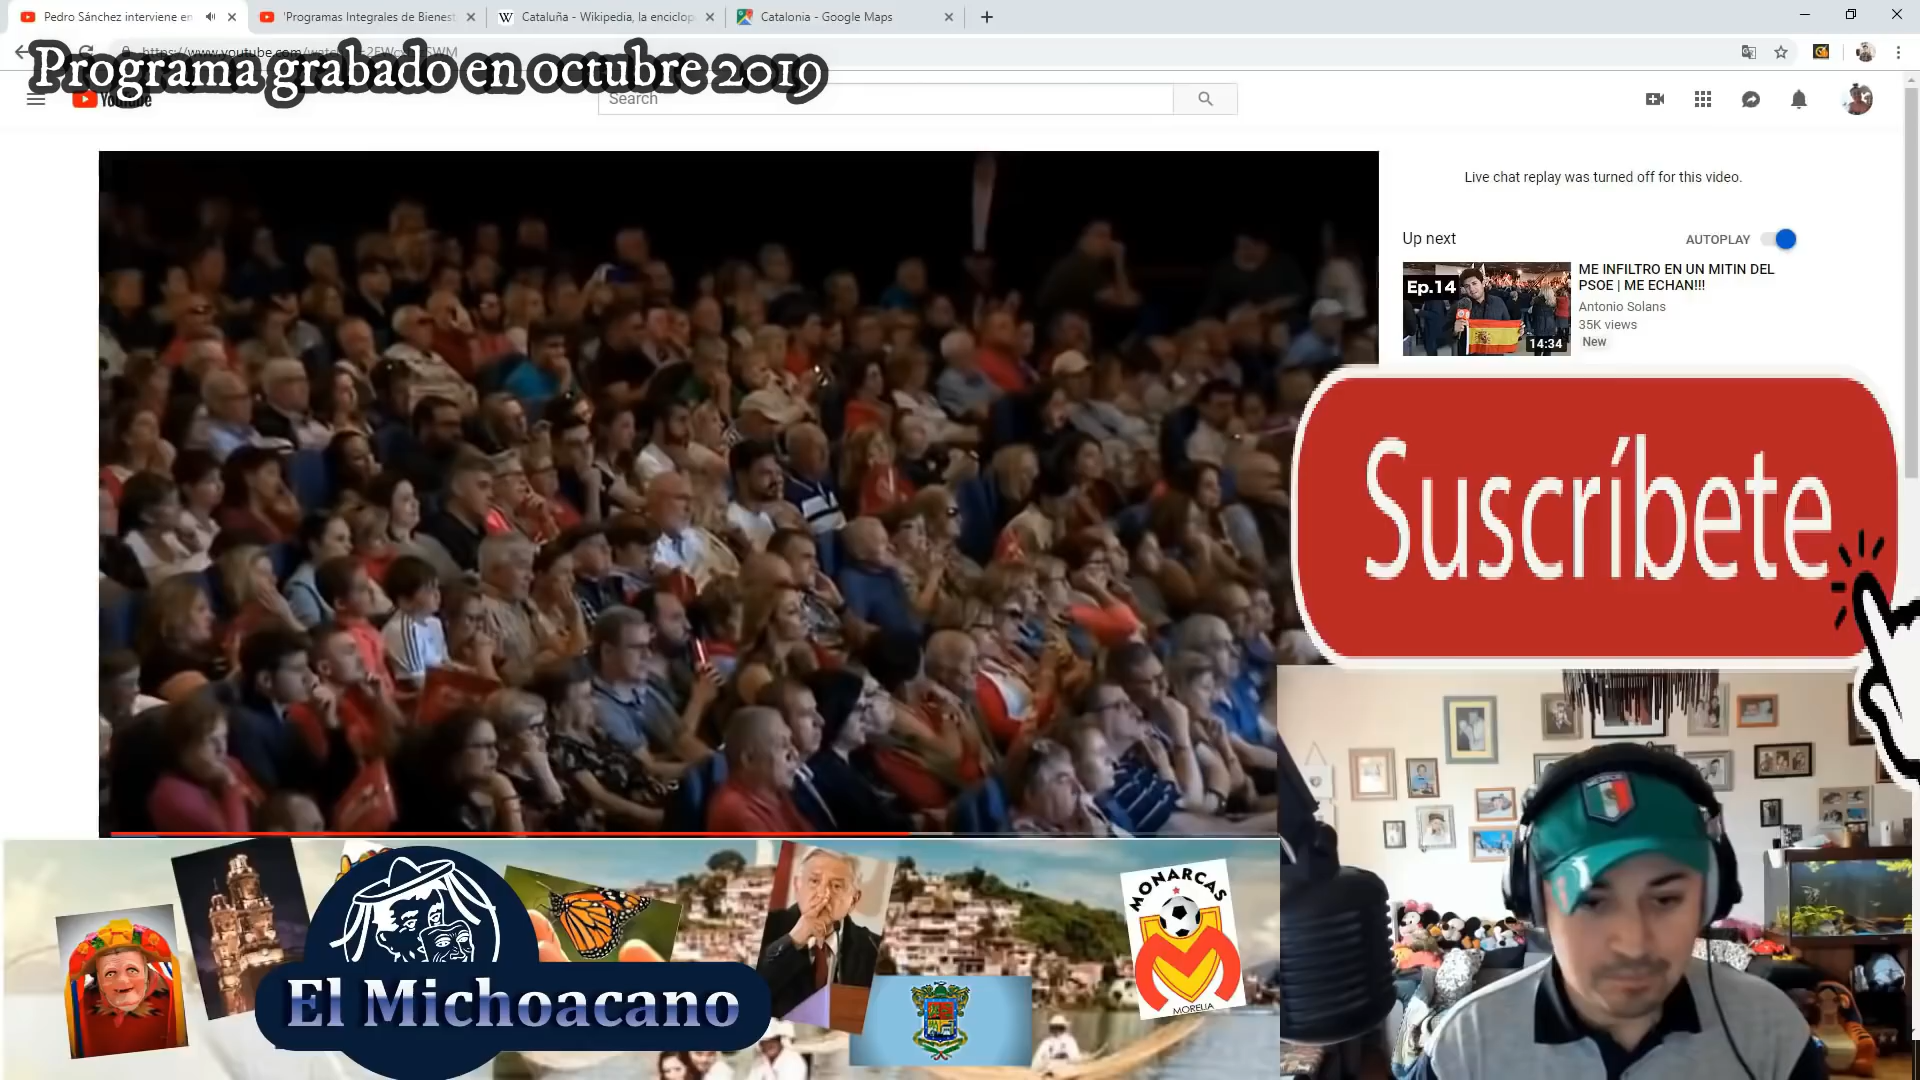 Pedro Sánchez interviene en
'Programas Integrales de Bienest
Cataluña - Wikipedia, la enciclop
Catalonia - Google Maps
Programa grabado en octubre 2019
YouTube
Search
Live chat replay was turned off for this video.
Up next
AUTOPLAY
Ep.14
14:34
ME INFILTRO EN UN MITIN DEL
PSOE | ME ECHAN!!!
Antonio Solans
35K views
New
Suscríbete
El Michoacano
MONARCAS
MORELIA